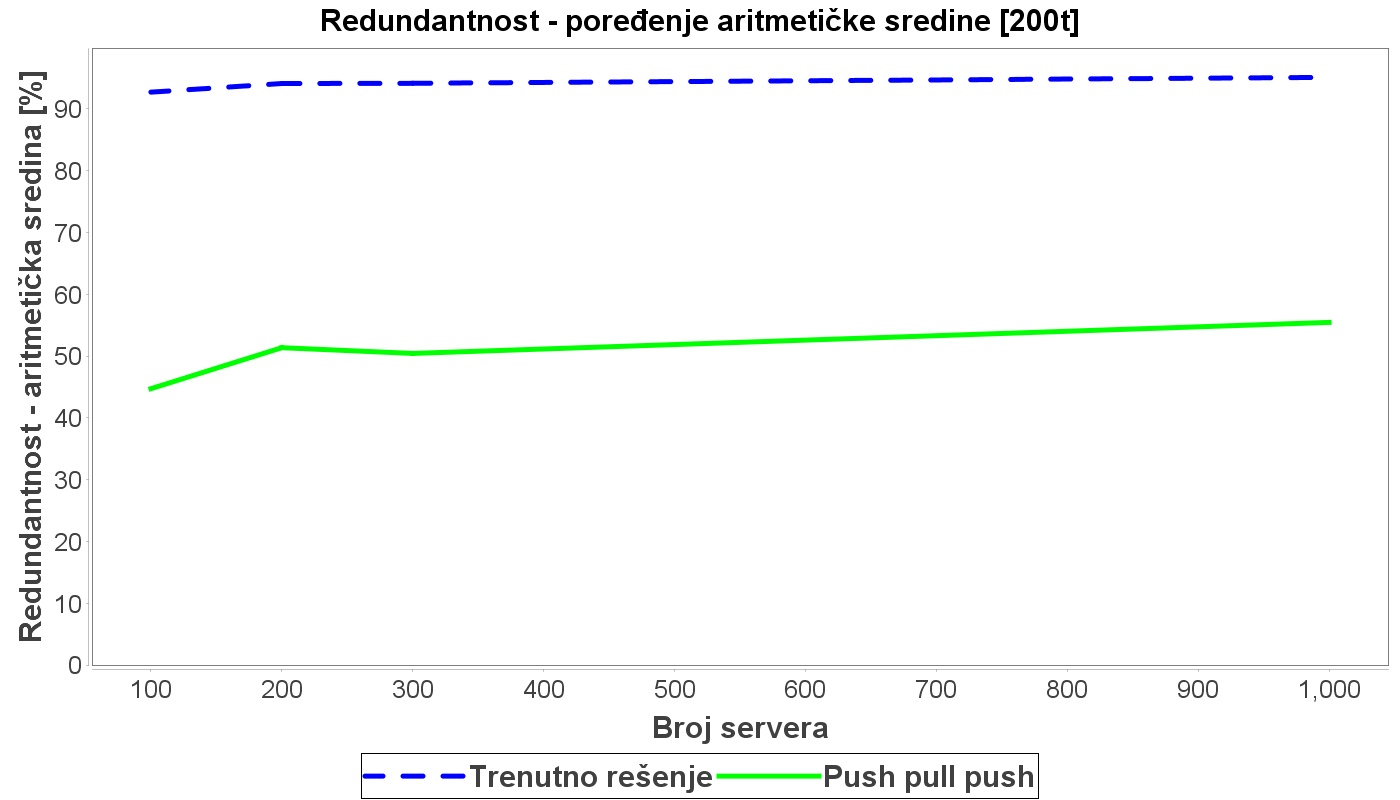 Redundantnost - poređenje aritmetičke sredine [200t]
Redundantnost - aritmetička sredina [%]
90
80
70
60
50
40
30
20
10
0
100 200 300 400 500 600 700 800 900 1,000
Broj servera
Trenutno rešenje Push pull push